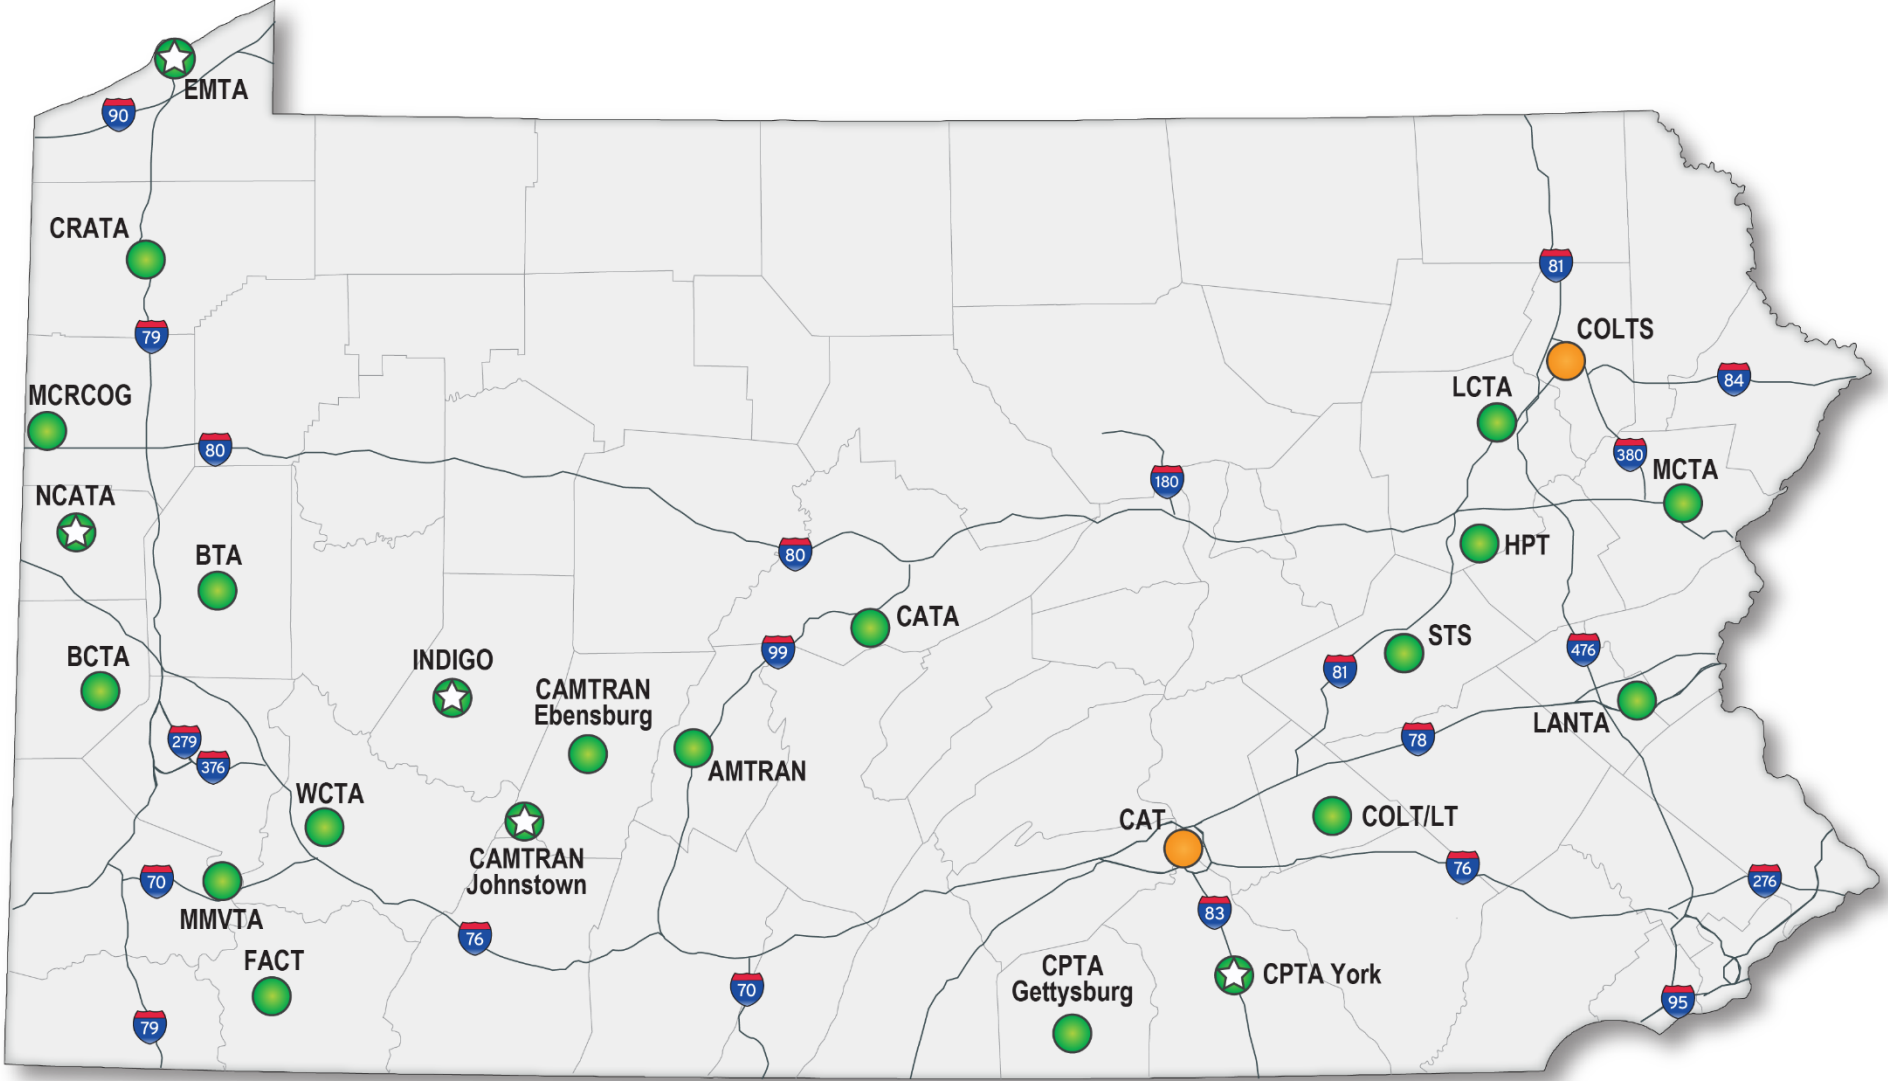 EMTA
90
CRATA
79
81
COLTS
MCRCOG
84
LCTA
80
380
MCTA
180
NCATA
HPT
BTA
80
CATA
STS
99
476
BCTA
INDIGO
81
CAMTRAN
Ebensburg
LANTA
279
78
376
AMTRAN
WCTA
CAT
COLT/LT
CAMTRAN
Johnstown
70
76
276
MMVTA
83
76
FACT
CPTA
Gettysburg
CPTA York
70
95
79